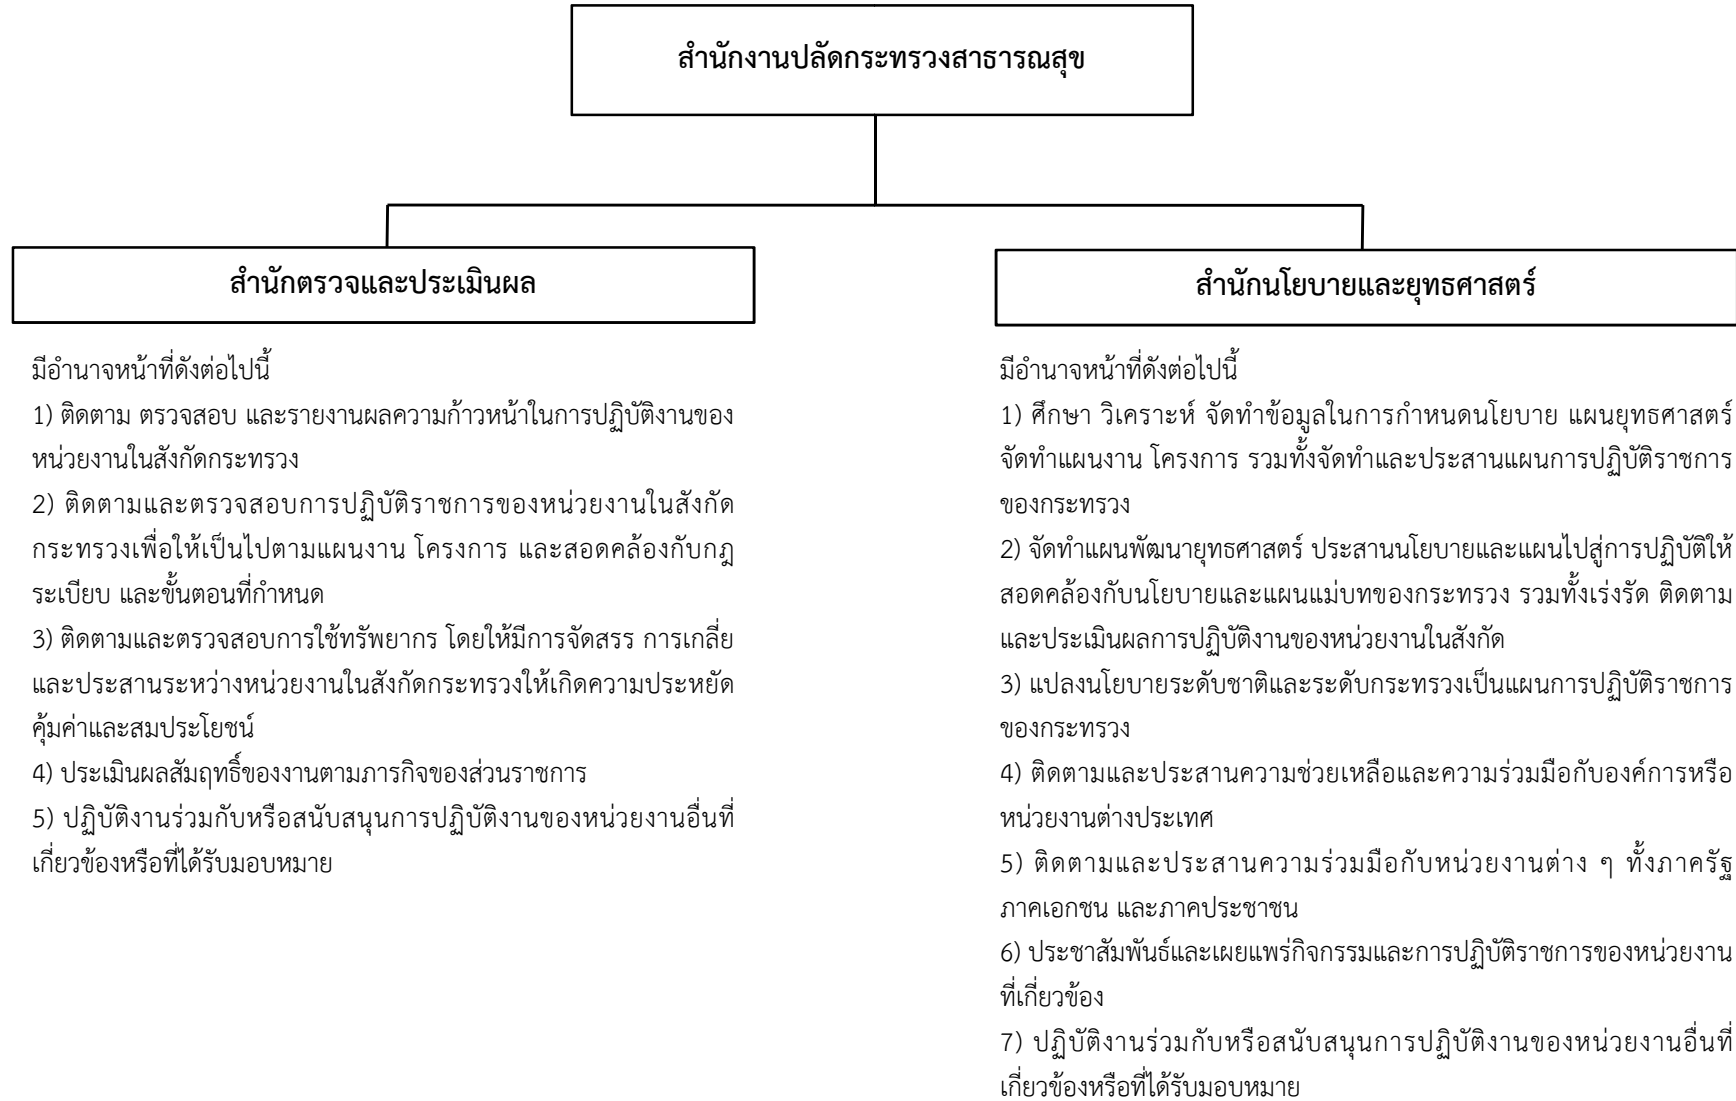 สำนักงานปลัดกระทรวงสาธารณสุข
สำนักตรวจและประเมินผล
มีอำนาจหน้าที่ดังต่อไปนี้
1) ติดตาม ตรวจสอบ และรายงานผลความก้าวหน้าในการปฏิบัติงานของ
หน่วยงานในสังกัดกระทรวง
2) ติดตามและตรวจสอบการปฏิบัติราชการของหน่วยงานในสังกัด
กระทรวงเพื่อให้เป็นไปตามแผนงาน โครงการ และสอดคล้องกับกฎ
ระเบียบ และขั้นตอนที่กำหนด
3) ติดตามและตรวจสอบการใช้ทรัพยากร โดยให้มีการจัดสรร การเกลี่ย
และประสานระหว่างหน่วยงานในสังกัดกระทรวงให้เกิดความประหยัด
คุ้มค่าและสมประโยชน์
4) ประเมินผลสัมฤทธิ์ของงานตามภารกิจของส่วนราชการ
5) ปฏิบัติงานร่วมกับหรือสนับสนุนการปฏิบัติงานของหน่วยงานอื่นที่
เกี่ยวข้องหรือที่ได้รับมอบหมาย
สำนักนโยบายและยุทธศาสตร์
มีอำนาจหน้าที่ดังต่อไปนี้
1) ศึกษา วิเคราะห์ จัดทำข้อมูลในการกำหนดนโยบาย แผนยุทธศาสตร์
จัดทำแผนงาน โครงการ รวมทั้งจัดทำและประสานแผนการปฏิบัติราชการ
ของกระทรวง
2) จัดทำแผนพัฒนายุทธศาสตร์ ประสานนโยบายและแผนไปสู่การปฏิบัติให้
สอดคล้องกับนโยบายและแผนแม่บทของกระทรวง รวมทั้งเร่งรัด ติดตาม
และประเมินผลการปฏิบัติงานของหน่วยงานในสังกัด
3) แปลงนโยบายระดับชาติและระดับกระทรวงเป็นแผนการปฏิบัติราชการ
ของกระทรวง
4) ติดตามและประสานความช่วยเหลือและความร่วมมือกับองค์การหรือ
หน่วยงานต่างประเทศ
5) ติดตามและประสานความร่วมมือกับหน่วยงานต่าง ๆ ทั้งภาครัฐ
ภาคเอกชน และภาคประชาชน
6) ประชาสัมพันธ์และเผยแพร่กิจกรรมและการปฏิบัติราชการของหน่วยงาน
ที่เกี่ยวข้อง
7) ปฏิบัติงานร่วมกับหรือสนับสนุนการปฏิบัติงานของหน่วยงานอื่นที่
เกี่ยวข้องหรือที่ได้รับมอบหมาย